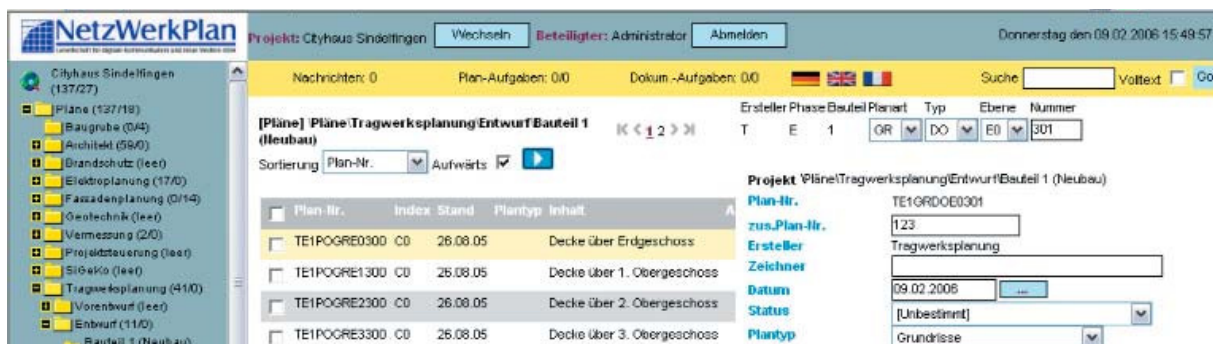 NetzWerkPlan
Projekt: Cityhaus Sindelfingen
Wechseln
Beteiligter: Administrator
Abmelden
Donnerstag den 09.02.2006 15:49:57
Nachrichten: 0
Plan-Aufgaben: 0/0
Dokum.-Aufgaben: 0/0
Suche
Volltext
Go
Cityhaus Sindelfingen
(137/27)
Pläne (137/18)
Baugrube (0/4)
Architekt (59/0)
Brandschutz (leer)
Elektroplanung (17/0)
Fassadenplanung (0/14)
Geotechnik (leer)
Vermessung (2/0)
Projektsteuerung (leer)
SiGeKo (leer)
Tragwerksplanung (41/0)
Vorentwurf (leer)
Entwurf (11/0)
Bauteil 1 (Neubau)
[Pläne] \Pläne\Tragwerksplanung\Entwurf\Bauteil 1
(Neubau)
1 2
Sortierung Plan-Nr. Aufwärts
Plan-Nr. Index Stand Plantyp Inhalt A
TE1POGRE0300 C0 26.08.05 Decke über Erdgeschoss
TE1POGRE1300 C0 26.08.05 Decke über 1. Obergeschoss
TE1POGRE2300 C0 26.08.05 Decke über 2. Obergeschoss
TE1POGRE3300 C0 26.08.05 Decke über 3. Obergeschoss
Ersteller Phase Bauteil Planart Typ Ebene Nummer
T E 1 GR DO E0 301
Projekt \Pläne\Tragwerksplanung\Entwurf\Bauteil 1 (Neubau)
Plan-Nr. TE1GRDOE0301
zus.Plan-Nr. 123
Ersteller Tragwerksplanung
Zeichner
Datum 09.02.2006 ...
Status [Unbestimmt]
Plantyp Grundrisse